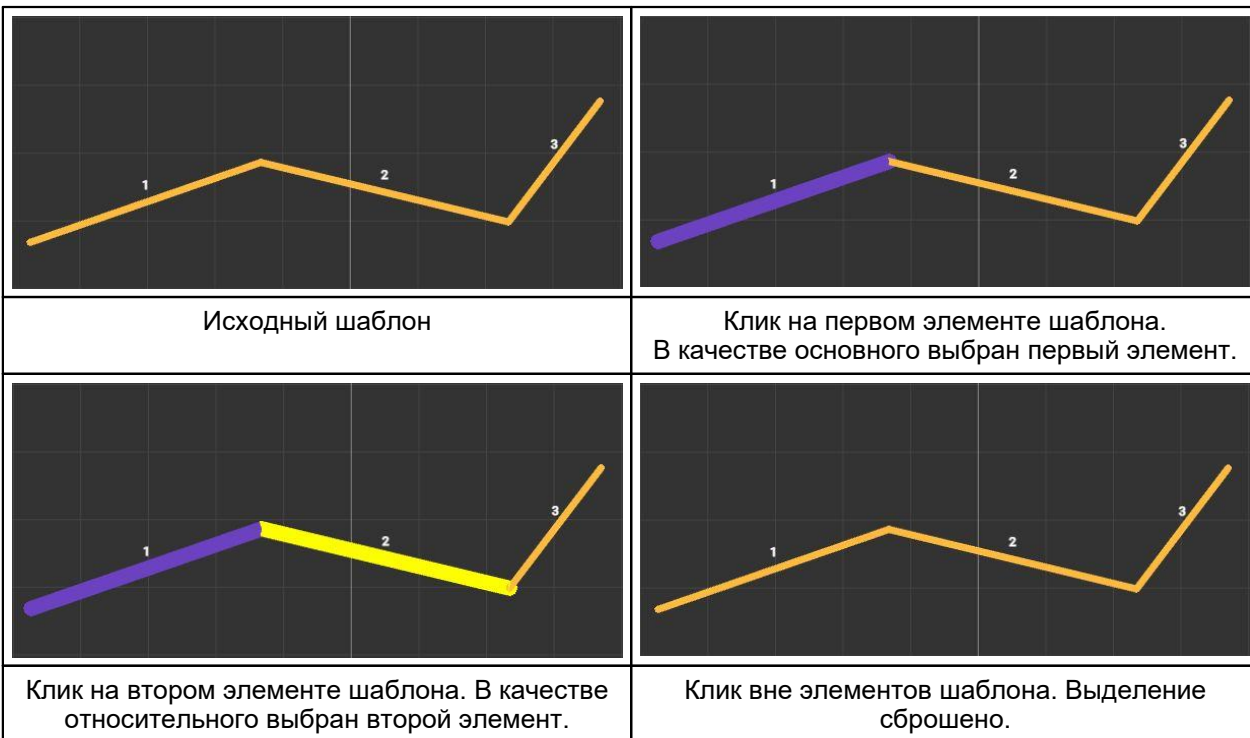 1
2
3
1
2
3
Исходный шаблон
Клик на первом элементе шаблона.
В качестве основного выбран первый элемент.
1
2
3
1
2
3
Клик на втором элементе шаблона. В качестве
относительного выбран второй элемент.
Клик вне элементов шаблона. Выделение
сброшено.